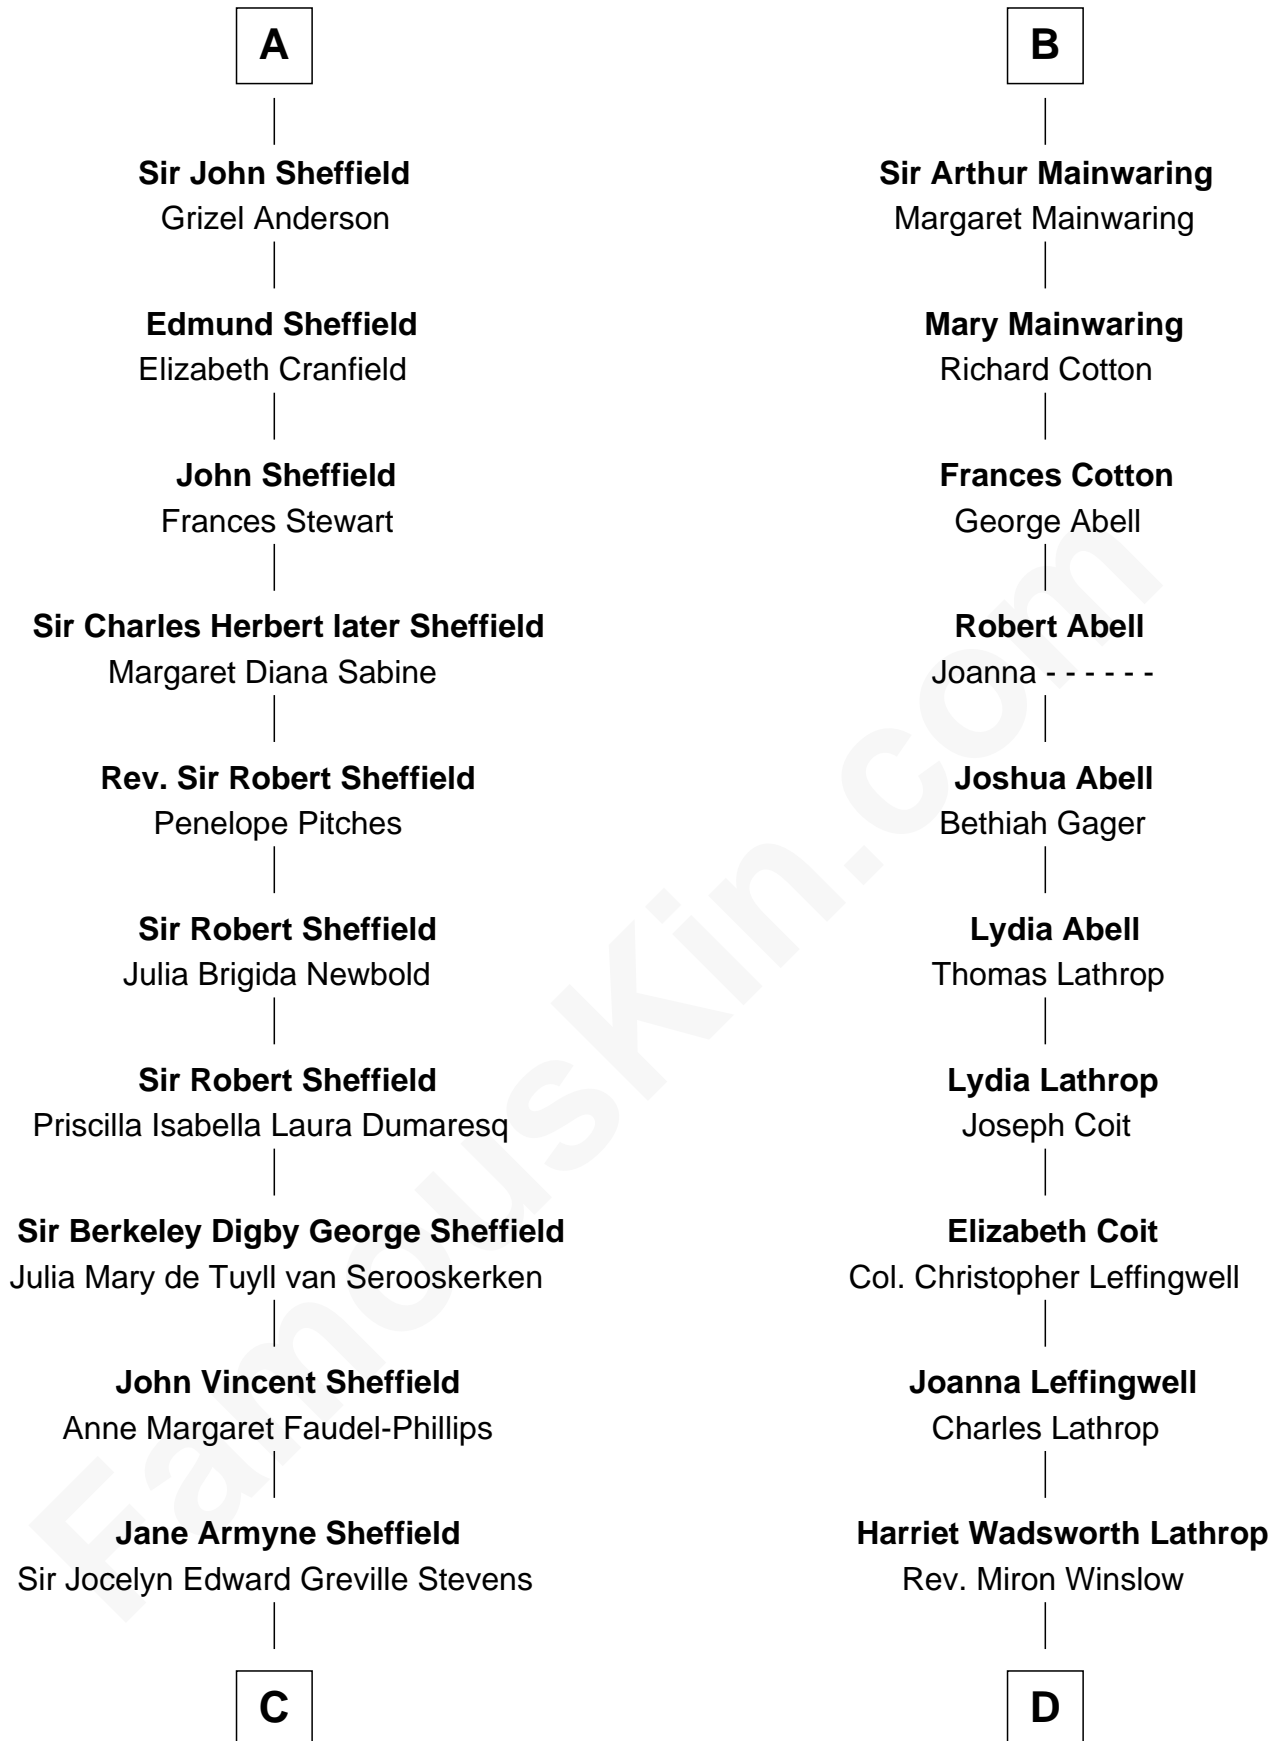 A
Sir John Sheffield
Grizel Anderson
Edmund Sheffield
Elizabeth Cranfield
John Sheffield
Frances Stewart
Sir Charles Herbert later Sheffield
Margaret Diana Sabine
Rev. Sir Robert Sheffield
Penelope Pitches
Sir Robert Sheffield
Julia Brigida Newbold
Sir Robert Sheffield
Priscilla Isabella Laura Dumaresq
Sir Berkeley Digby George Sheffield
Julia Mary de Tuyll van Serooskerken
John Vincent Sheffield
Anne Margaret Faudel-Phillips
Jane Armyne Sheffield
Sir Jocelyn Edward Greville Stevens
C
B
Sir Arthur Mainwaring
Margaret Mainwaring
Mary Mainwaring
Richard Cotton
Frances Cotton
George Abell
Robert Abell
Joanna - - - - - -
Joshua Abell
Bethiah Gager
Lydia Abell
Thomas Lathrop
Lydia Lathrop
Joseph Coit
Elizabeth Coit
Col. Christopher Leffingwell
Joanna Leffingwell
Charles Lathrop
Harriet Wadsworth Lathrop
Rev. Miron Winslow
D
FamousKin.com